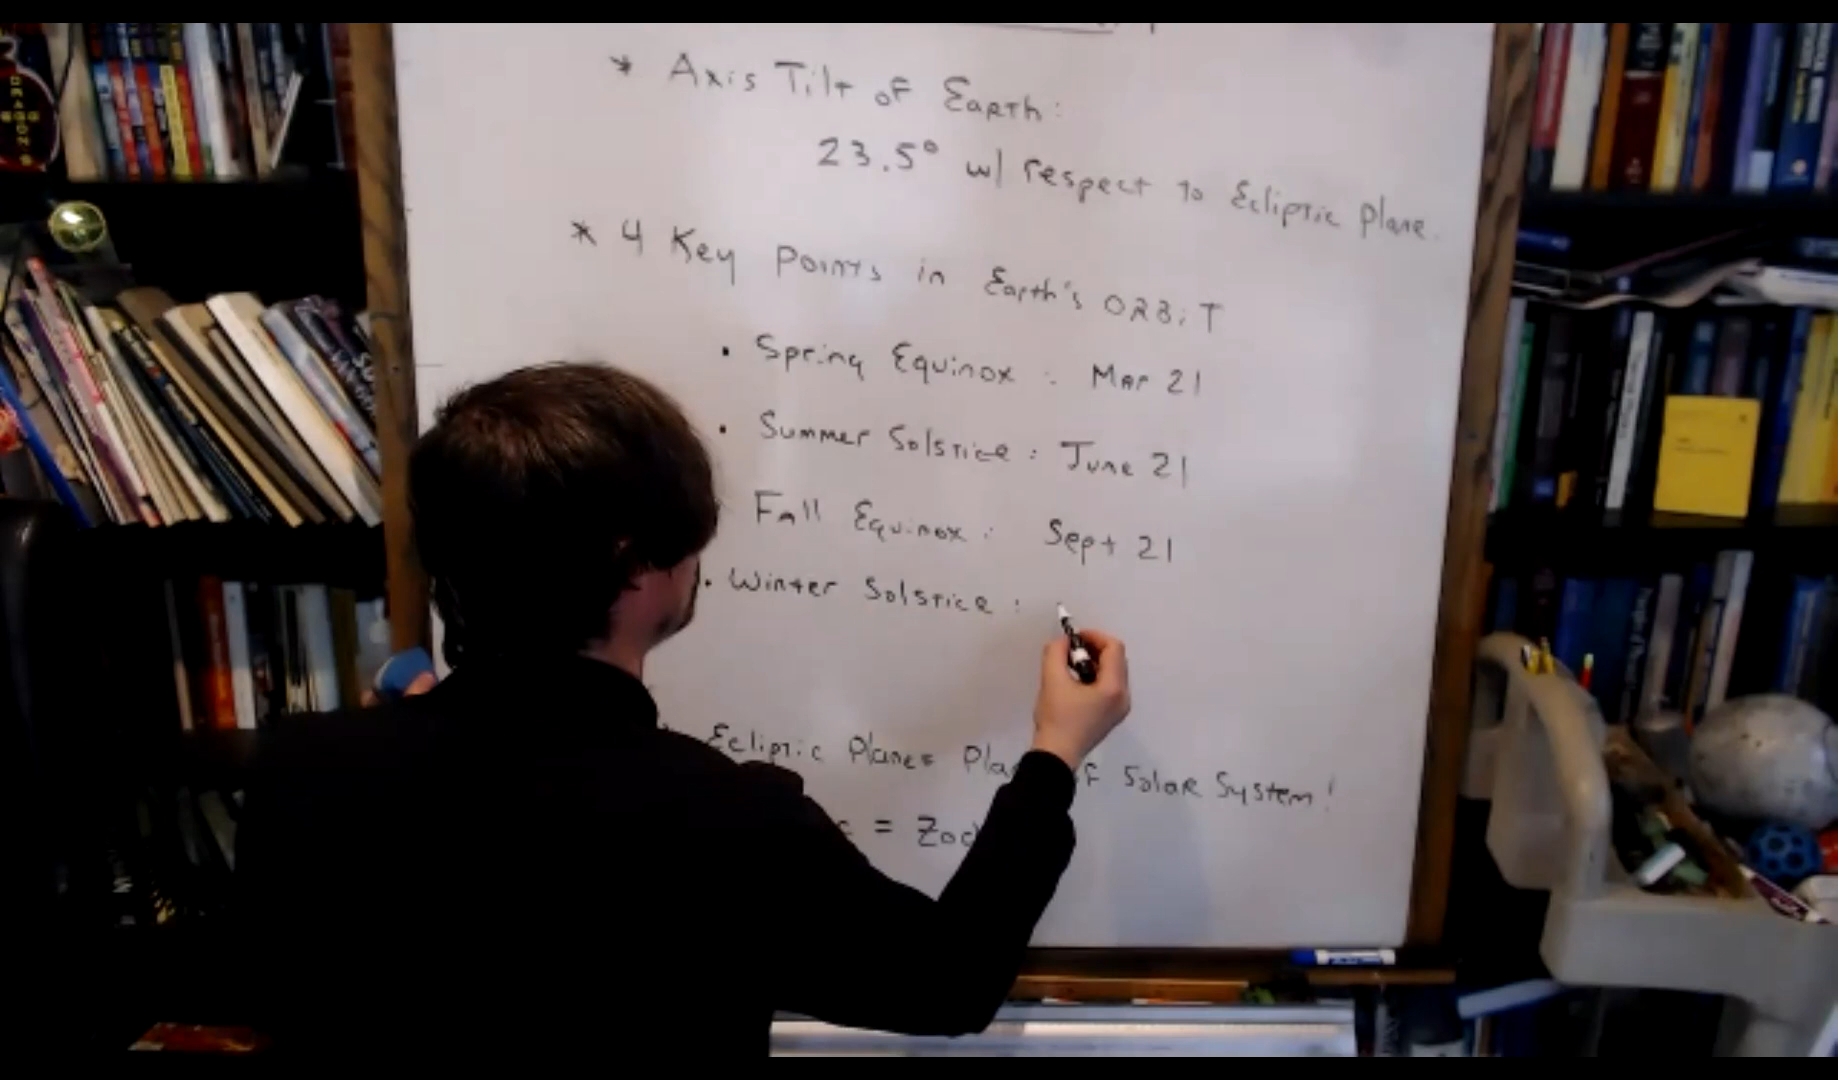 * Axis Tilt of Earth:
23.5° w/ respect to Ecliptic Plane.
* 4 Key Points in Earth's ORBiT
• Spring Equinox : Mar 21
• Summer Solstice : June 21
Fall Equinox : Sept 21
• Winter Solstice :
Ecliptic Plane = of Solar System!
=